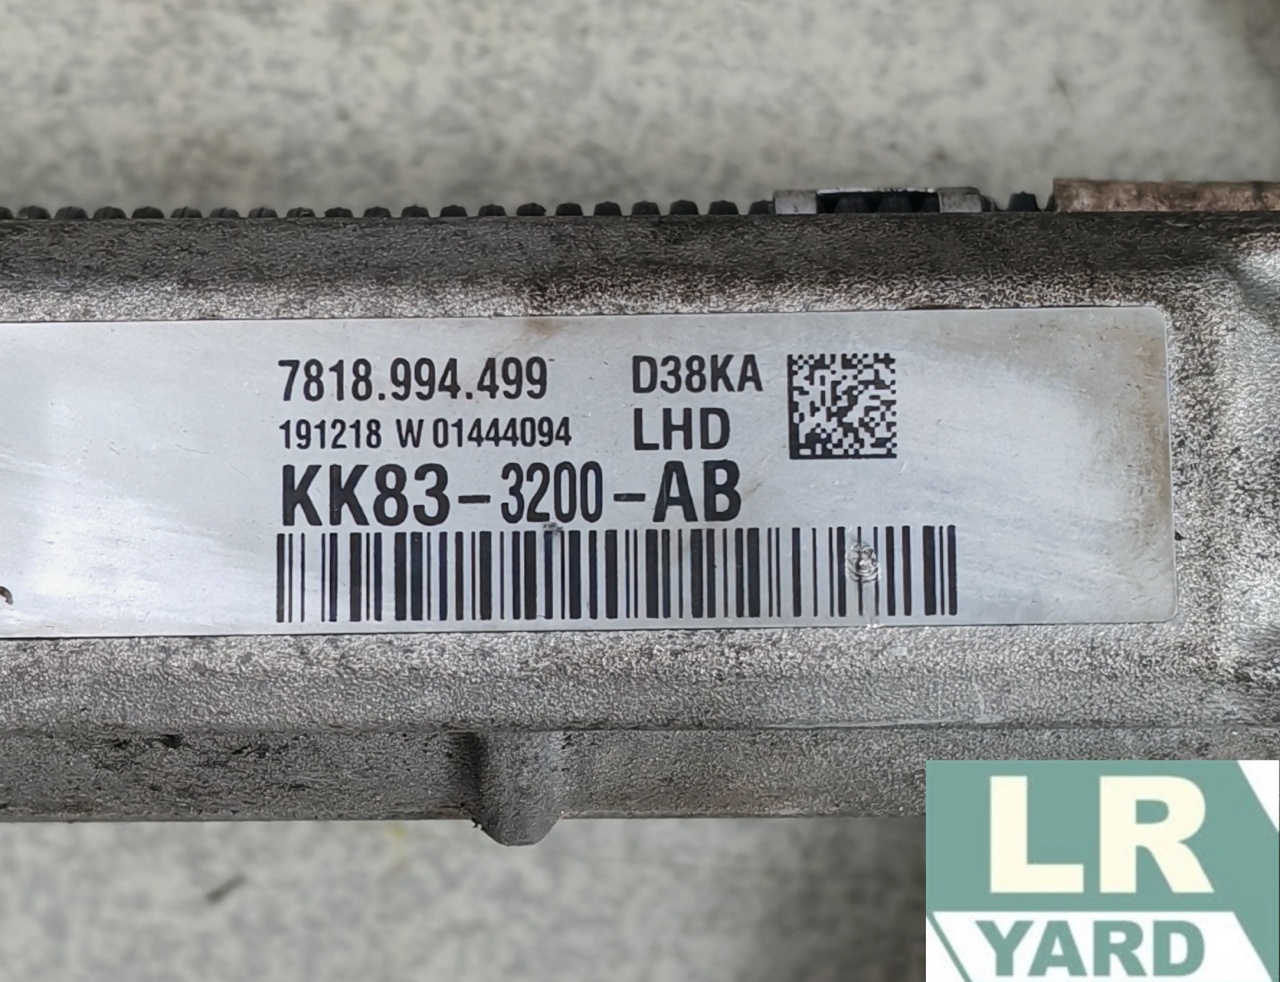 7818.994.499 D38KA
191218 W 01444094 LHD
KK83-3200-AB
LR
YARD